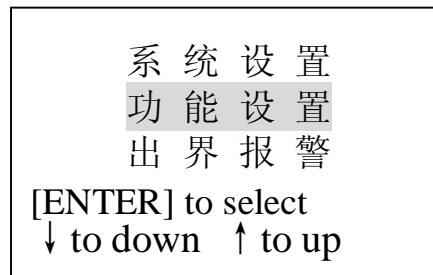 系统设置
功能设置
出界报警
[ENTER] to select
↓ to down ↑ to up